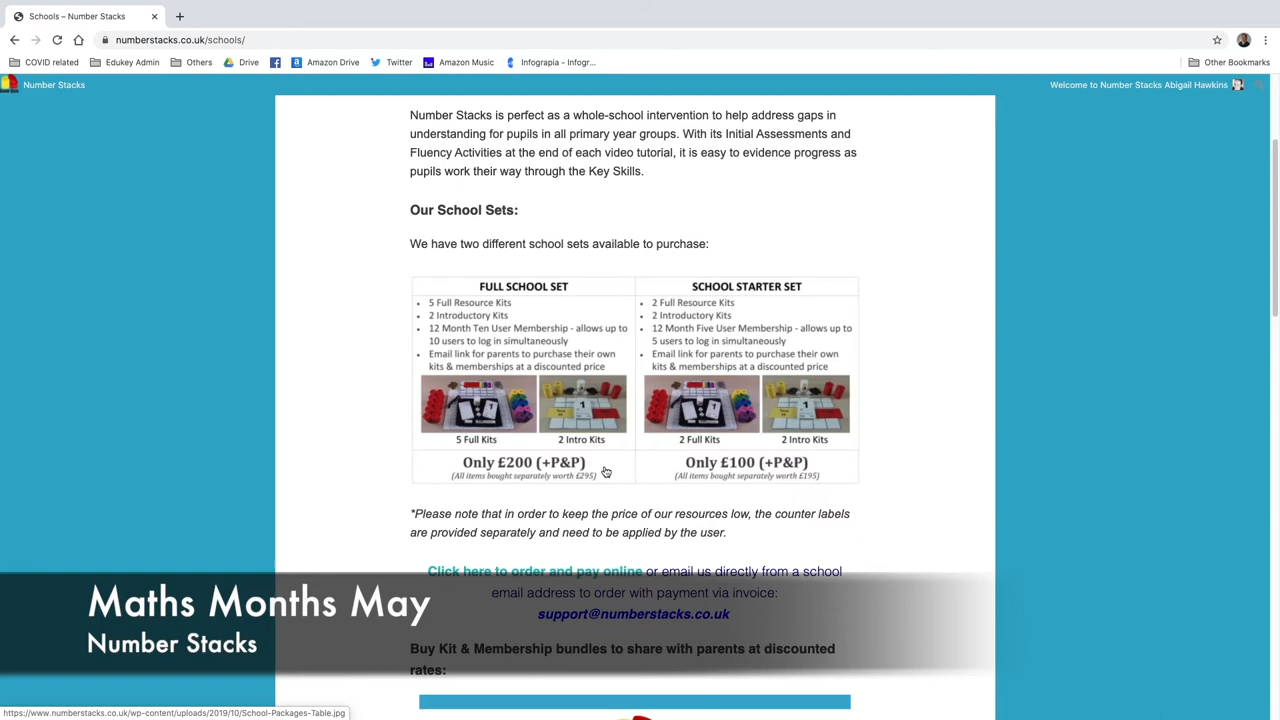 Schools – Number Stacks
numberstacks.co.uk/schools/
COVID related
Edukey Admin
Others
Drive
Amazon Drive
Twitter
Amazon Music
Infograpia - Infogr...
Other Bookmarks
Number Stacks
Welcome to Number Stacks Abigail Hawkins
Number Stacks is perfect as a whole-school intervention to help address gaps in
understanding for pupils in all primary year groups. With its Initial Assessments and
Fluency Activities at the end of each video tutorial, it is easy to evidence progress as
pupils work their way through the Key Skills.
Our School Sets:
We have two different school sets available to purchase:
FULL SCHOOL SET
• 5 Full Resource Kits
• 2 Introductory Kits
• 12 Month Ten User Membership - allows up to
10 users to log in simultaneously
• Email link for parents to purchase their own
kits & memberships at a discounted price
5 Full Kits
2 Intro Kits
Only £200 (+P&P)
(All items bought separately worth £295)
SCHOOL STARTER SET
• 2 Full Resource Kits
• 2 Introductory Kits
• 12 Month Five User Membership - allows up to
5 users to log in simultaneously
• Email link for parents to purchase their own
kits & memberships at a discounted price
2 Full Kits
2 Intro Kits
Only £100 (+P&P)
(All items bought separately worth £195)
*Please note that in order to keep the price of our resources low, the counter labels
are provided separately and need to be applied by the user.
Click here to order and pay online or email us directly from a school
email address to order with payment via invoice:
support@numberstacks.co.uk
Buy Kit & Membership bundles to share with parents at discounted
rates:
Maths Months May
Number Stacks
https://www.numberstacks.co.uk/wp-content/uploads/2019/10/School-Packages-Table.jpg